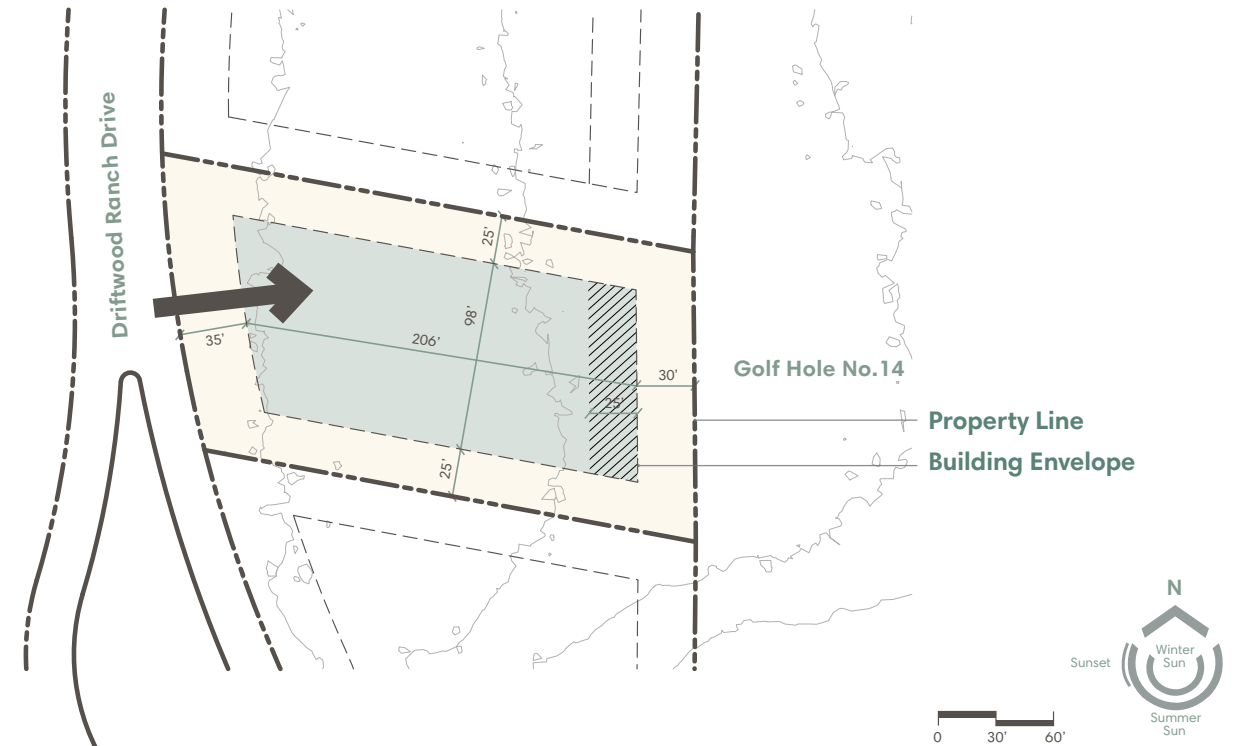 Driftwood Ranch Drive
25'
98'
206'
35'
30'
25'
25'
Golf Hole No.14
Property Line
Building Envelope
N
Winter
Sun
Sunset
Summer
Sun
0 30' 60'